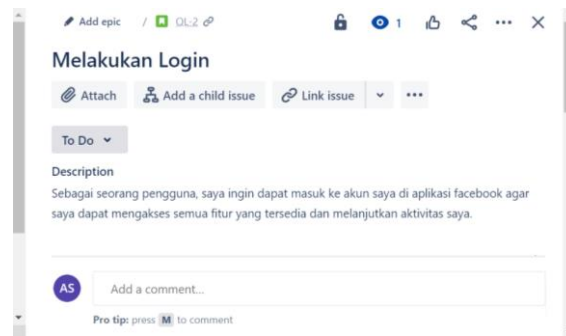 Add epic / OL-2 1
Melakukan Login
Attach Add a child issue Link issue
To Do
Description
Sebagai seorang pengguna, saya ingin dapat masuk ke akun saya di aplikasi facebook agar
saya dapat mengakses semua fitur yang tersedia dan melanjutkan aktivitas saya.
AS Add a comment...
Pro tip: press M to comment